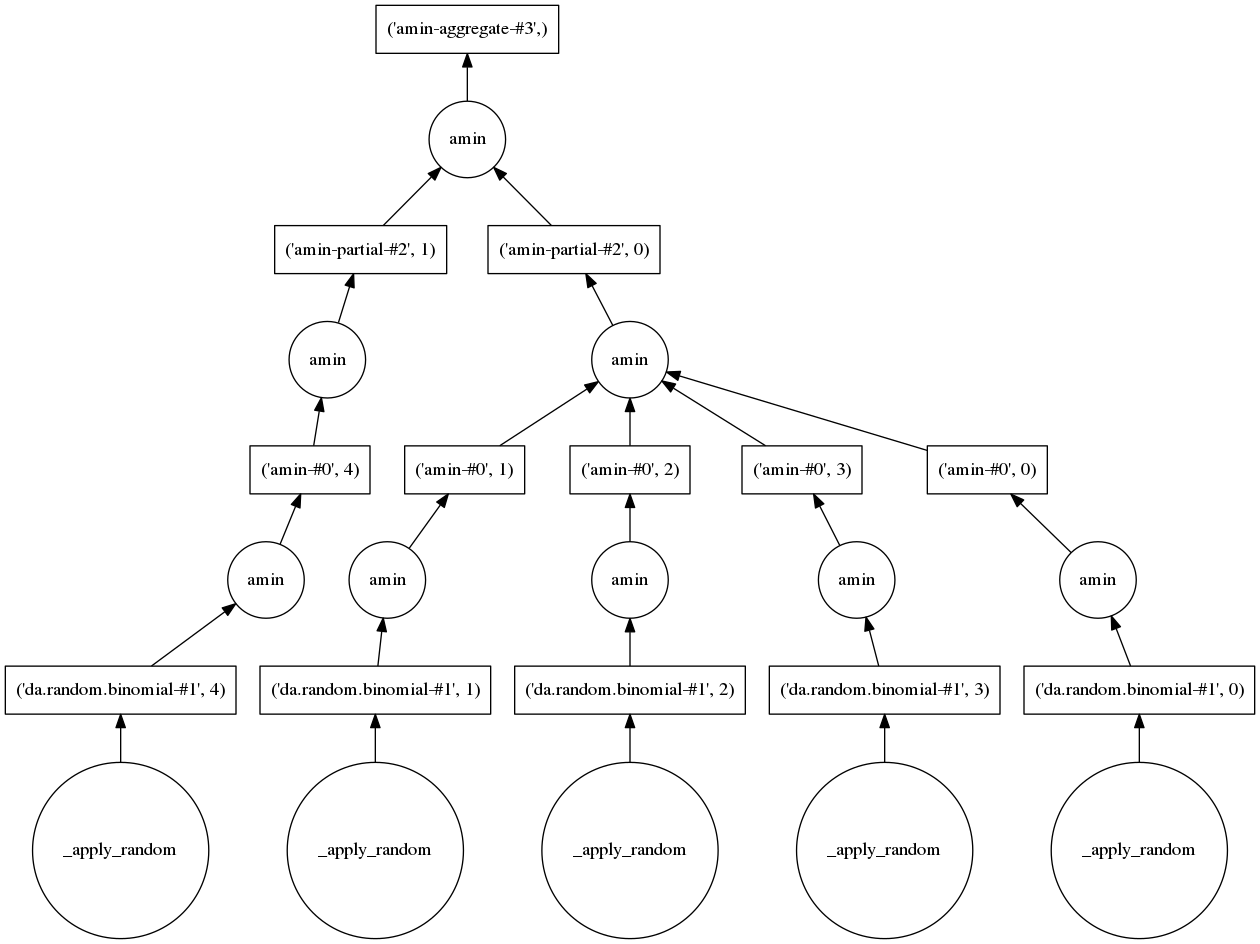 ('amin-aggregate-#3',)
amin
('amin-partial-#2', 1)
('amin-partial-#2', 0)
amin
amin
('amin-#0', 4)
('amin-#0', 1)
('amin-#0', 2)
('amin-#0', 3)
('amin-#0', 0)
amin
amin
amin
amin
amin
('da.random.binomial-#1', 4)
('da.random.binomial-#1', 1)
('da.random.binomial-#1', 2)
('da.random.binomial-#1', 3)
('da.random.binomial-#1', 0)
_apply_random
_apply_random
_apply_random
_apply_random
_apply_random